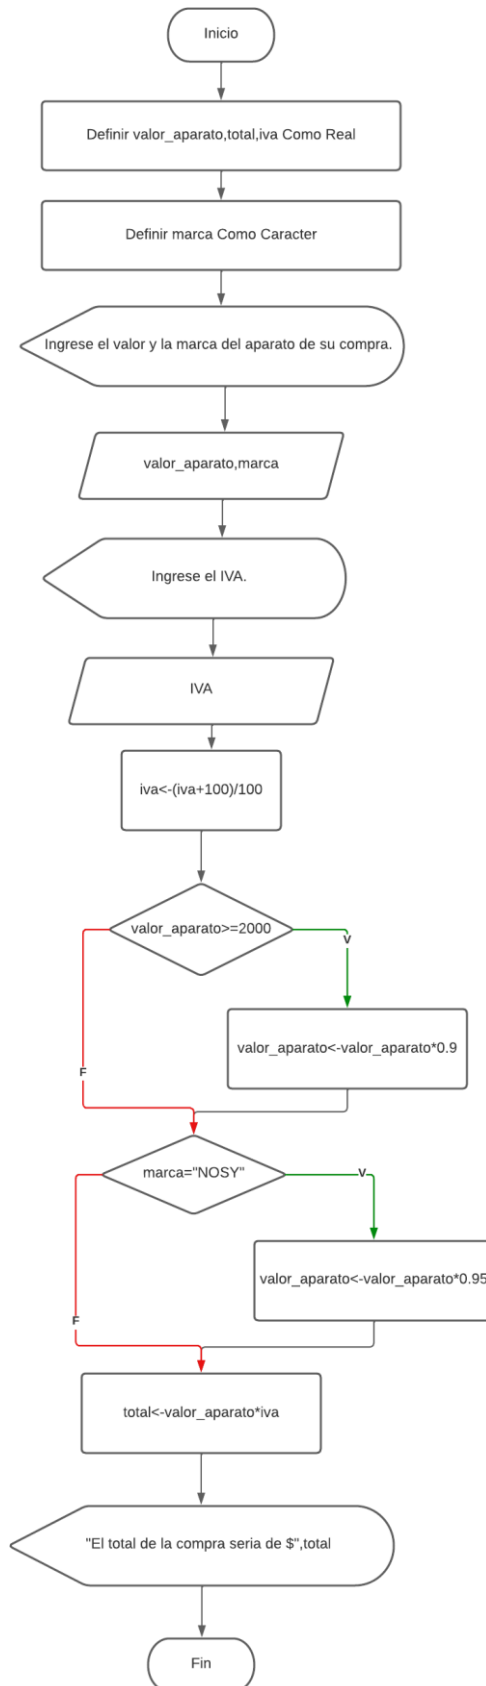 Inicio
Definir valor_aparato,total,iva Como Real
Definir marca Como Caracter
Ingrese el valor y la marca del aparato de su compra.
valor_aparato,marca
Ingrese el IVA.
IVA
iva<-(iva+100)/100
valor_aparato>=2000
V
valor_aparato<-valor_aparato*0.9
F
marca="NOSY"
V
valor_aparato<-valor_aparato*0.95
F
total<-valor_aparato*iva
"El total de la compra seria de $",total
Fin